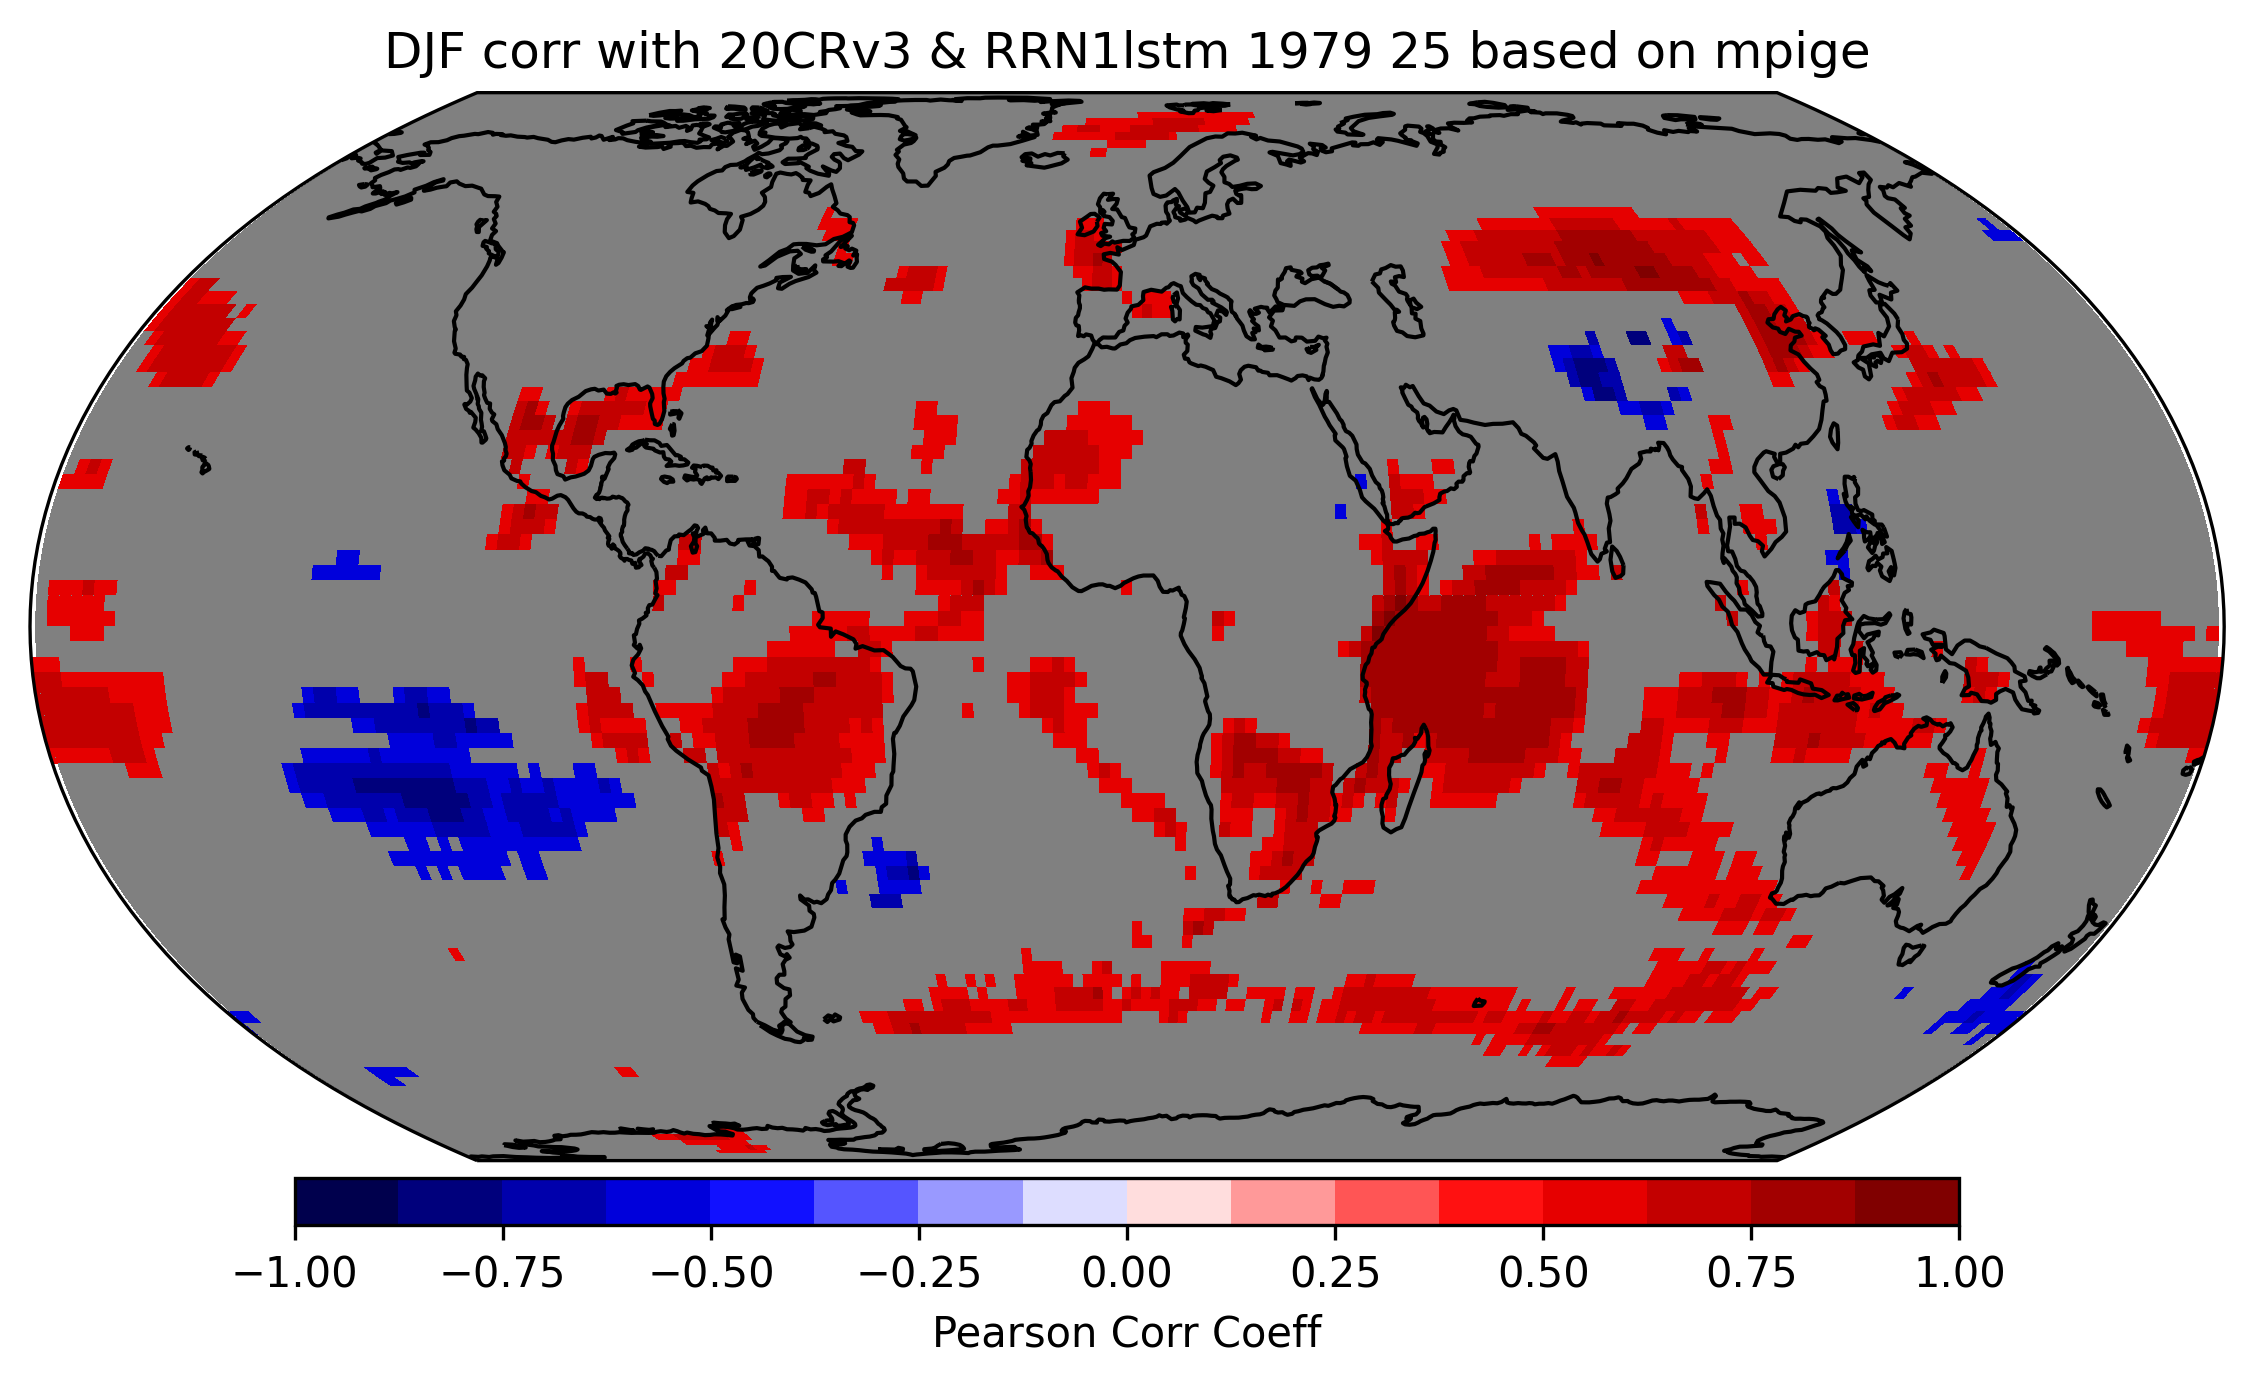 DJF corr with 20CRv3 & RRN1lstm 1979 25 based on mpige
−1.00 −0.75 −0.50 −0.25 0.00 0.25 0.50 0.75 1.00
Pearson Corr Coeff